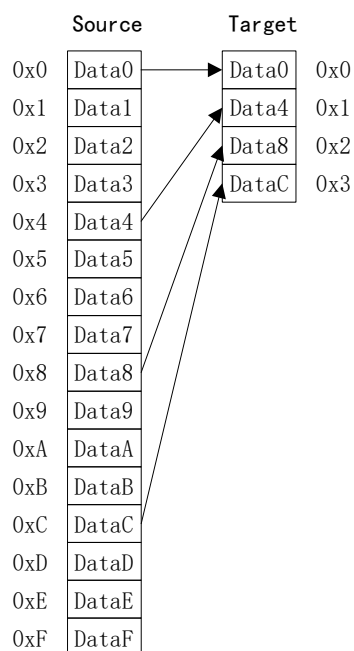 Source Target
0x0 Data0 Data0 0x0
0x1 Data1 Data4 0x1
0x2 Data2 Data8 0x2
0x3 Data3 DataC 0x3
0x4 Data4
0x5 Data5
0x6 Data6
0x7 Data7
0x8 Data8
0x9 Data9
0xA DataA
0xB DataB
0xC DataC
0xD DataD
0xE DataE
0xF DataF